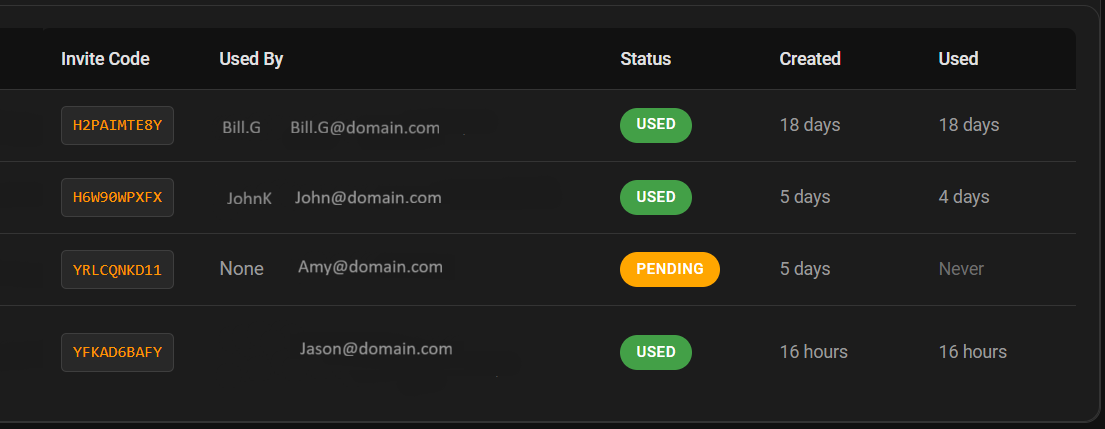 Invite Code Used By Status Created Used
H2PAIMTE8Y Bill.G Bill.G@domain.com USED 18 days 18 days
H6W90WPXFX JohnK John@domain.com USED 5 days 4 days
YRLCQNKD11 None Amy@domain.com PENDING 5 days Never
YFKAD6BAFY Jason@domain.com USED 16 hours 16 hours